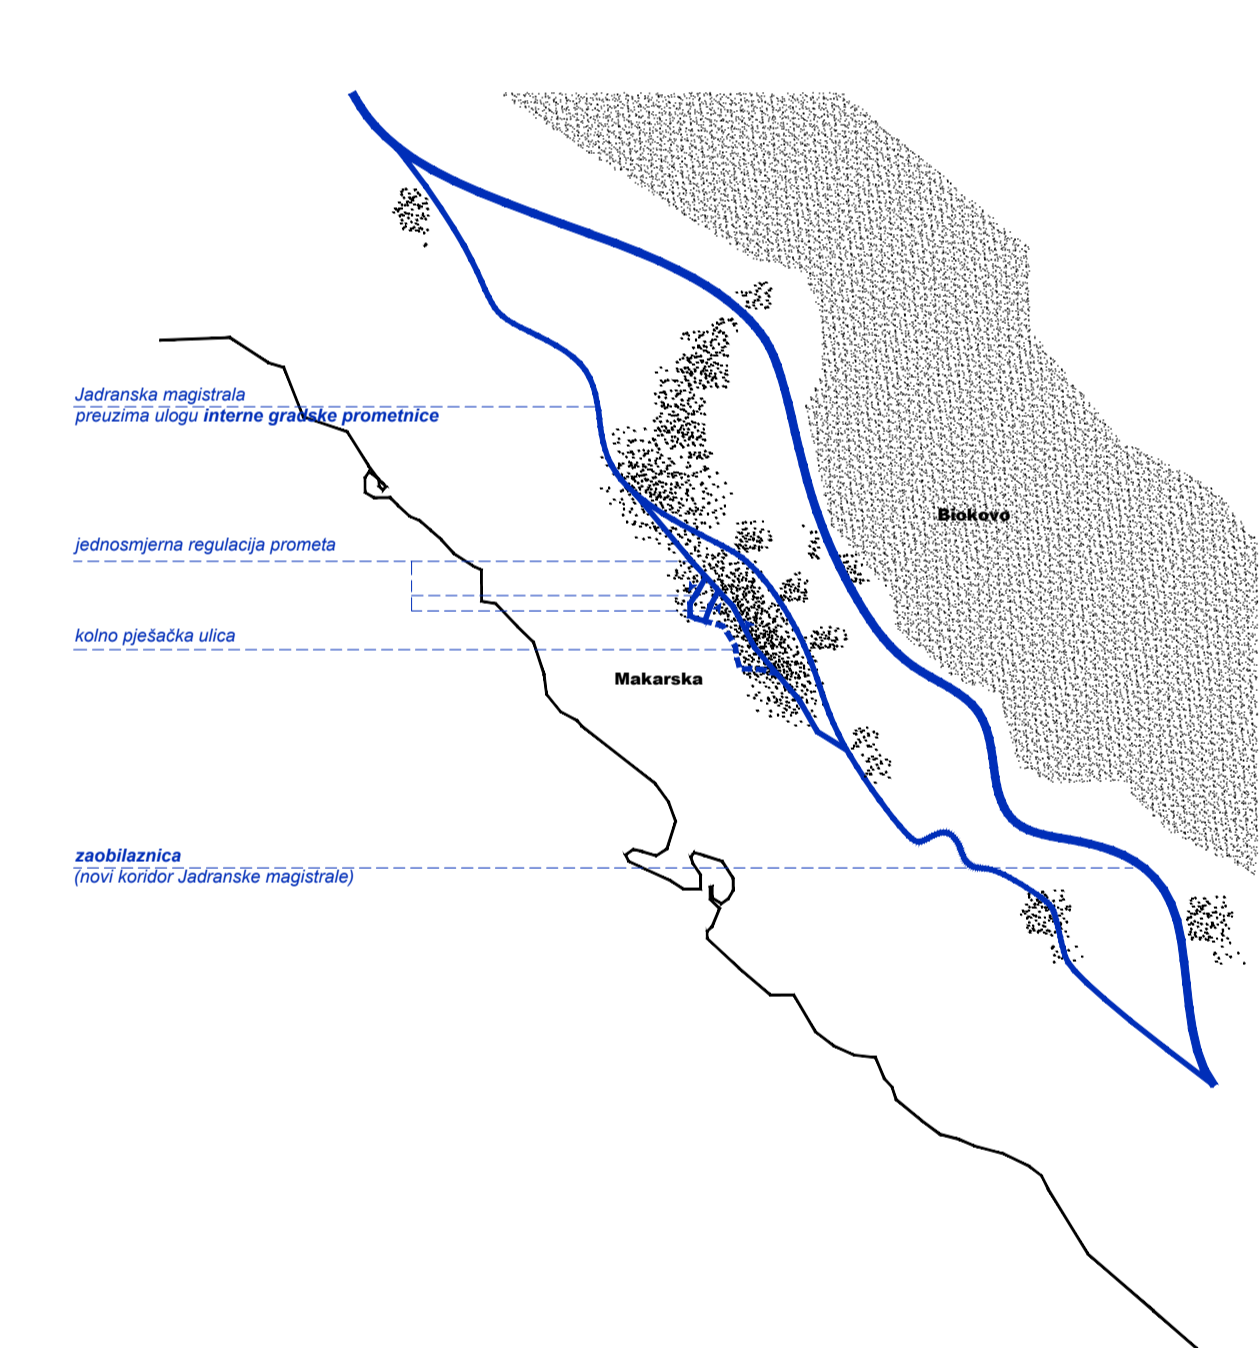 Jadranska magistrala
preuzima ulogu interne gradske prometnice
Biokovo
jednosmjerna regulacija prometa
kolno pješačka ulica
Makarska
zaobilaznica
(novi koridor Jadranske magistrale)